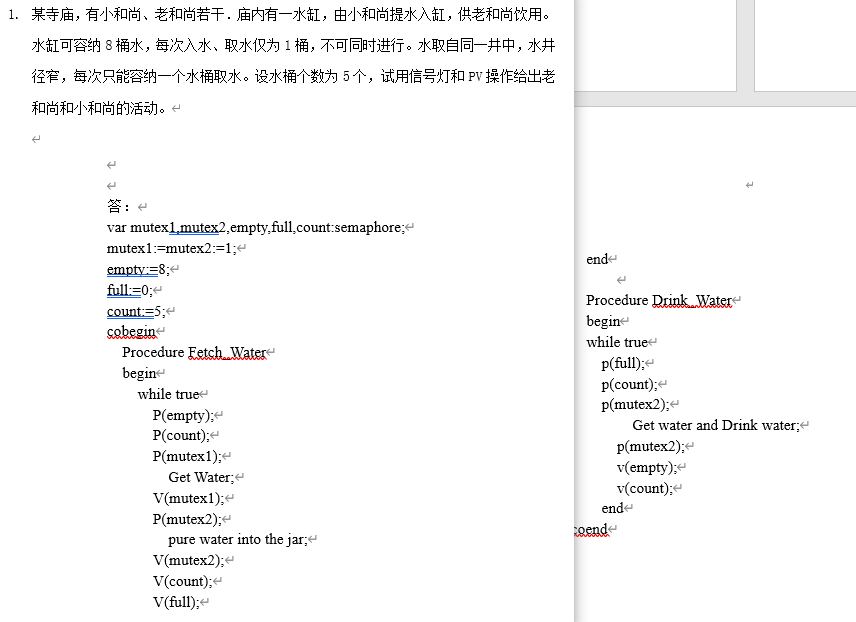 1. 某寺庙，有小和尚、老和尚若干．庙内有一水缸，由小和尚提水入缸，供老和尚饮用。
水缸可容纳 8 桶水，每次入水、取水仅为 1 桶，不可同时进行。水取自同一井中，水井
径窄，每次只能容纳一个水桶取水。设水桶个数为 5 个，试用信号灯和 PV 操作给出老
和尚和小和尚的活动。
答：
var mutex1,mutex2,empty,full,count:semaphore;
mutex1:=mutex2:=1;
empty:=8;
full:=0;
count:=5;
cobegin
Procedure Fetch_Water
begin
while true
P(empty);
P(count);
P(mutex1);
Get Water;
V(mutex1);
P(mutex2);
pure water into the jar;
V(mutex2);
V(count);
V(full);
end
Procedure Drink_Water
begin
while true
p(full);
p(count);
p(mutex2);
Get water and Drink water;
p(mutex2);
v(empty);
v(count);
end
coend